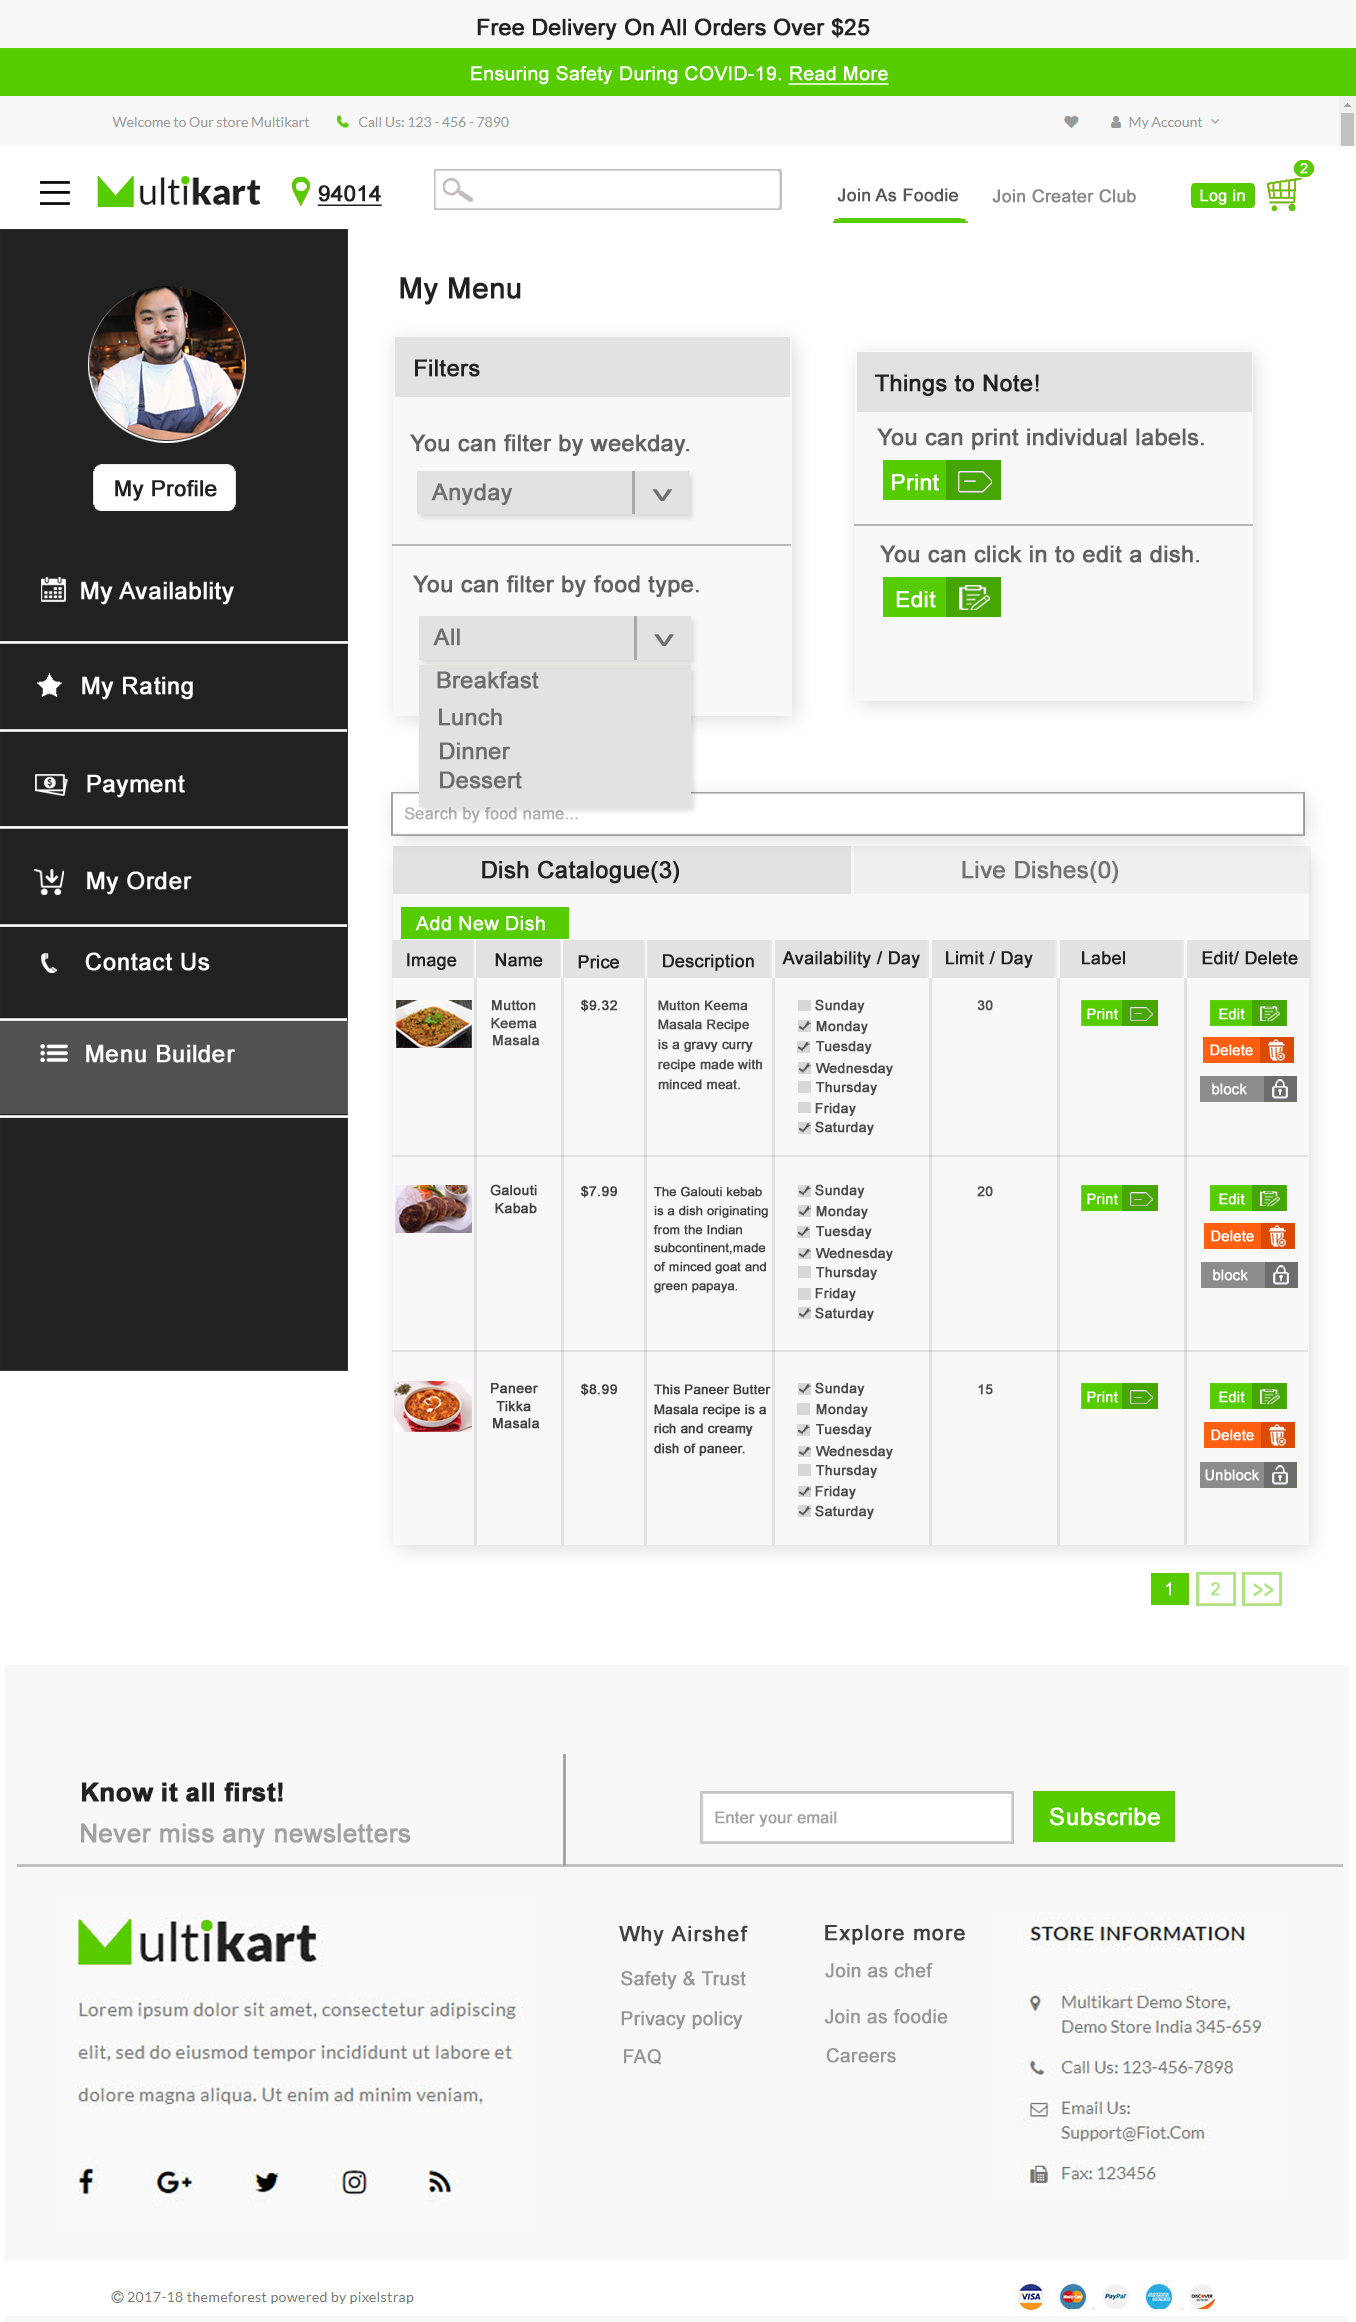 Free Delivery On All Orders Over $25
Ensuring Safety During COVID-19. Read More
Welcome to Our store Multikart
Call Us: 123 - 456 - 7890
My Account
Multikart
94014
Join As Foodie
Join Creater Club
Log in
2
My Profile
My Availablity
My Rating
Payment
My Order
Contact Us
Menu Builder
My Menu
Filters
You can filter by weekday.
Anyday
You can filter by food type.
All
Breakfast
Lunch
Dinner
Dessert
Things to Note!
You can print individual labels.
Print
You can click in to edit a dish.
Edit
Search by food name...
Dish Catalogue(3)
Live Dishes(0)
Add New Dish
Image
Name
Price
Description
Availability / Day
Limit / Day
Label
Edit/ Delete
Mutton
Keema
Masala
$9.32
Mutton Keema
Masala Recipe
is a gravy curry
recipe made with
minced meat.
Sunday
Monday
Tuesday
Wednesday
Thursday
Friday
Saturday
30
Print
Edit
Delete
block
Galouti
Kabab
$7.99
The Galouti kebab
is a dish originating
from the Indian
subcontinent,made
of minced goat and
green papaya.
Sunday
Monday
Tuesday
Wednesday
Thursday
Friday
Saturday
20
Print
Edit
Delete
block
Paneer
Tikka
Masala
$8.99
This Paneer Butter
Masala recipe is a
rich and creamy
dish of paneer.
Sunday
Monday
Tuesday
Wednesday
Thursday
Friday
Saturday
15
Print
Edit
Delete
Unblock
1
2
>>
Know it all first!
Never miss any newsletters
Enter your email
Subscribe
Multikart
Lorem ipsum dolor sit amet, consectetur adipiscing
elit, sed do eiusmod tempor incididunt ut labore et
dolore magna aliqua. Ut enim ad minim veniam,
Why Airshef
Safety & Trust
Privacy policy
FAQ
Explore more
Join as chef
Join as foodie
Careers
STORE INFORMATION
Multikart Demo Store,
Demo Store India 345-659
Call Us: 123-456-7898
Email Us:
Support@Fiot.Com
Fax: 123456
© 2017-18 themeforest powered by pixelstrap
VISA
PayPal
DISCOVER